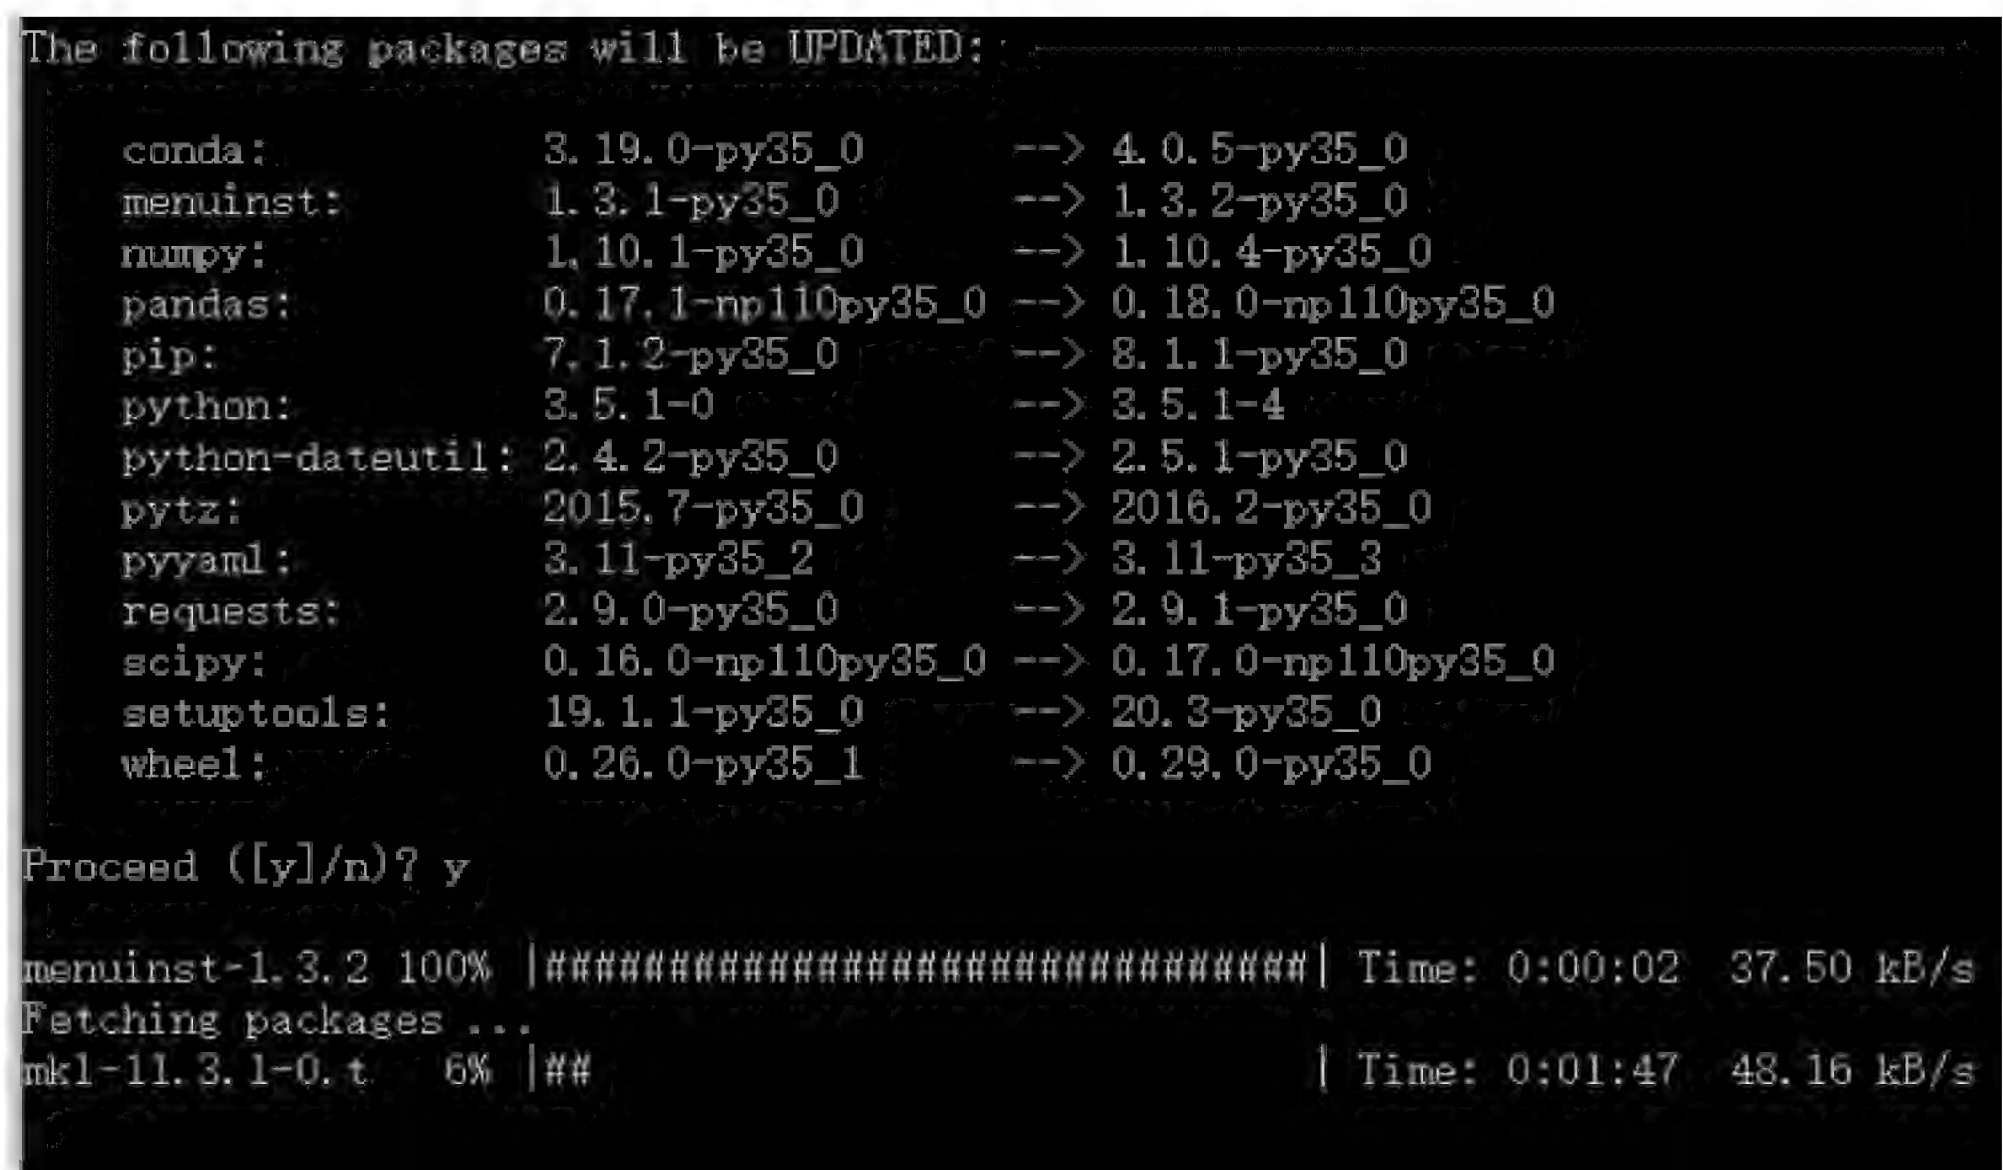 The following packages will be UPDATED:
conda: 3.19.0-py35_0 --> 4.0.5-py35_0
menuinst: 1.3.1-py35_0 --> 1.3.2-py35_0
numpy: 1.10.1-py35_0 --> 1.10.4-py35_0
pandas: 0.17.1-np110py35_0 --> 0.18.0-np110py35_0
pip: 7.1.2-py35_0 --> 8.1.1-py35_0
python: 3.5.1-0 --> 3.5.1-4
python-dateutil: 2.4.2-py35_0 --> 2.5.1-py35_0
pytz: 2015.7-py35_0 --> 2016.2-py35_0
pyyaml: 3.11-py35_2 --> 3.11-py35_3
requests: 2.9.0-py35_0 --> 2.9.1-py35_0
scipy: 0.16.0-np110py35_0 --> 0.17.0-np110py35_0
setuptools: 19.1.1-py35_0 --> 20.3-py35_0
wheel: 0.26.0-py35_1 --> 0.29.0-py35_0
Proceed ([y]/n)? y
menuinst-1.3.2 100% |###############################| Time: 0:00:02 37.50 kB/s
Fetching packages ...
mkl-11.3.1-0.t 6% |## | Time: 0:01:47 48.16 kB/s